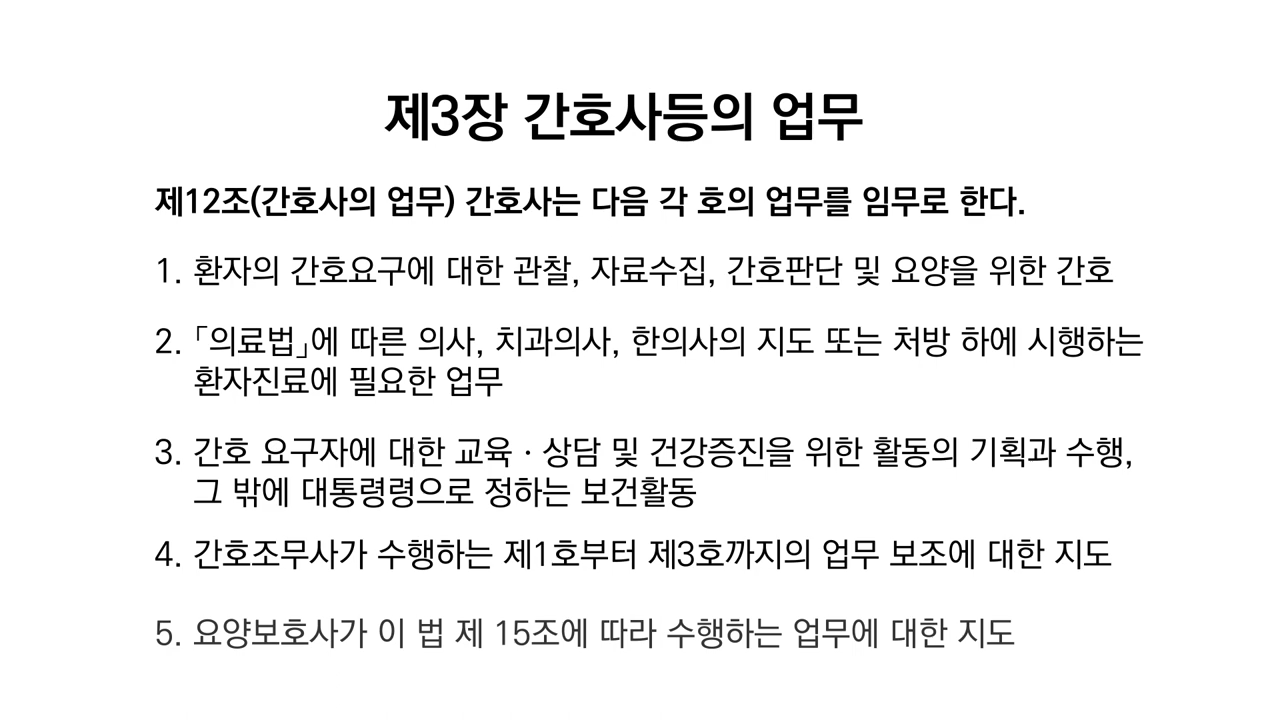 제3장 간호사등의 업무
제12조(간호사의 업무) 간호사는 다음 각 호의 업무를 임무로 한다.
1. 환자의 간호요구에 대한 관찰, 자료수집, 간호판단 및 요양을 위한 간호
2. 「의료법」에 따른 의사, 치과의사, 한의사의 지도 또는 처방 하에 시행하는
환자진료에 필요한 업무
3. 간호 요구자에 대한 교육 · 상담 및 건강증진을 위한 활동의 기획과 수행,
그 밖에 대통령령으로 정하는 보건활동
4. 간호조무사가 수행하는 제1호부터 제3호까지의 업무 보조에 대한 지도
5. 요양보호사가 이 법 제 15조에 따라 수행하는 업무에 대한 지도